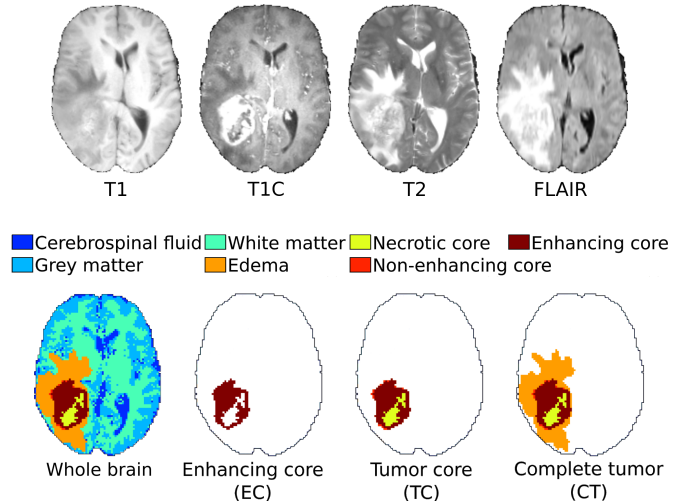 T1 T1C T2 FLAIR
Cerebrospinal fluid White matter Necrotic core Enhancing core
Grey matter Edema Non-enhancing core
Whole brain Enhancing core Tumor core Complete tumor
(EC) (TC) (CT)